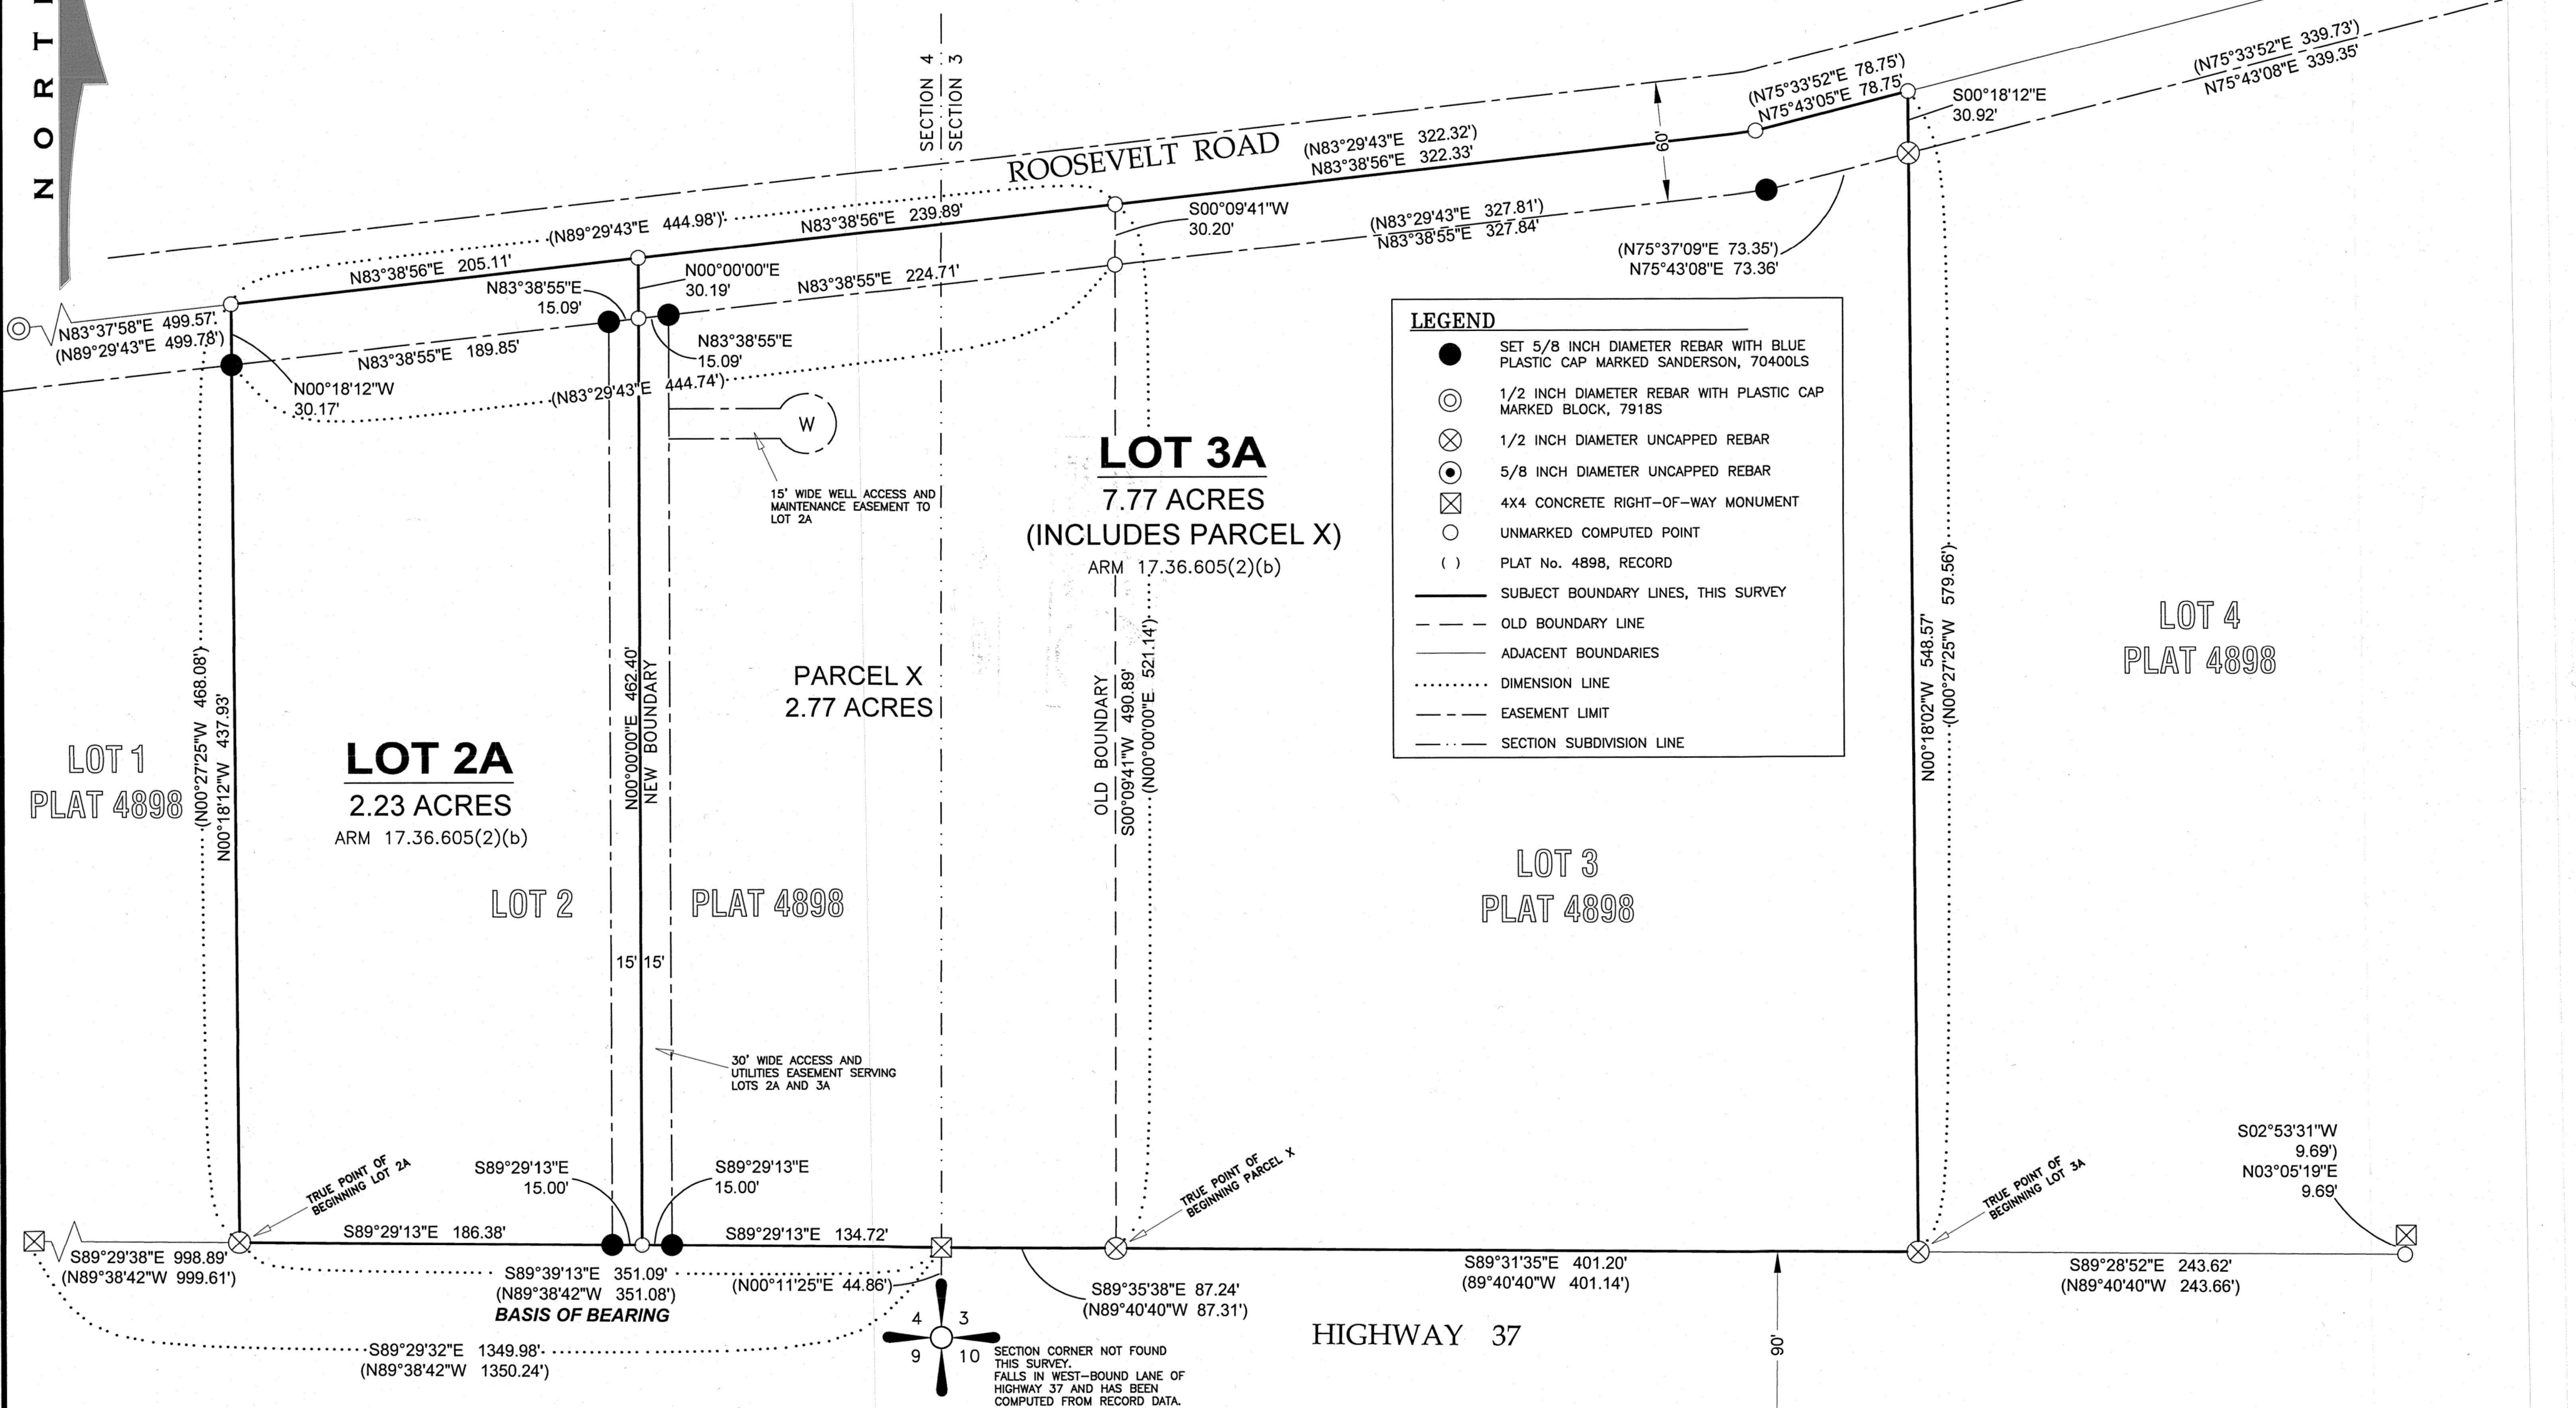 NORT
SECTION 4
SECTION 3
ROOSEVELT ROAD
(N83°29'43"E 322.32')
N83°38'56"E 322.33'
60'
(N75°33'52"E 78.75')
N75°43'05"E 78.75'
S00°18'12"E
30.92'
(N75°33'52"E 339.73')
N75°43'08"E 339.35'
(N89°29'43"E 444.98')
N83°38'56"E 239.89'
N83°38'56"E 205.11'
S00°09'41"W
30.20'
(N83°29'43"E 327.81')
N83°38'55"E 327.84'
(N75°37'09"E 73.35')
N75°43'08"E 73.36'
N00°00'00"E
30.19'
N83°38'55"E
15.09'
N83°38'55"E 224.71'
N83°38'55"E
15.09'
N83°37'58"E 499.57'
(N89°29'43"E 499.78')
N83°38'55"E 189.85'
N00°18'12"W
30.17'
(N83°29'43"E 444.74')
W
15' WIDE WELL ACCESS AND
MAINTENANCE EASEMENT TO
LOT 2A
LOT 3A
7.77 ACRES
(INCLUDES PARCEL X)
ARM 17.36.605(2)(b)
LEGEND
SET 5/8 INCH DIAMETER REBAR WITH BLUE
PLASTIC CAP MARKED SANDERSON, 70400LS
1/2 INCH DIAMETER REBAR WITH PLASTIC CAP
MARKED BLOCK, 7918S
1/2 INCH DIAMETER UNCAPPED REBAR
5/8 INCH DIAMETER UNCAPPED REBAR
4X4 CONCRETE RIGHT-OF-WAY MONUMENT
UNMARKED COMPUTED POINT
( ) PLAT No. 4898, RECORD
SUBJECT BOUNDARY LINES, THIS SURVEY
OLD BOUNDARY LINE
ADJACENT BOUNDARIES
DIMENSION LINE
EASEMENT LIMIT
SECTION SUBDIVISION LINE
LOT 1
PLAT 4898
(N00°27'25"W 468.08')
N00°18'12"W 437.93'
LOT 2A
2.23 ACRES
ARM 17.36.605(2)(b)
N00°00'00"E 462.40'
NEW BOUNDARY
PARCEL X
2.77 ACRES
OLD BOUNDARY
S00°09'41"W 490.89'
(N00°00'00"E 521.14')
N00°18'02"W 548.57'
(N00°27'25"W 579.56')
LOT 4
PLAT 4898
LOT 2
PLAT 4898
LOT 3
PLAT 4898
15' 15'
30' WIDE ACCESS AND
UTILITIES EASEMENT SERVING
LOTS 2A AND 3A
TRUE POINT OF
BEGINNING LOT 2A
S89°29'13"E
15.00'
S89°29'13"E
15.00'
TRUE POINT OF
BEGINNING PARCEL X
TRUE POINT OF
BEGINNING LOT 3A
S02°53'31"W
9.69')
N03°05'19"E
9.69'
S89°29'38"E 998.89'
(N89°38'42"W 999.61')
S89°29'13"E 186.38'
S89°29'13"E 134.72'
S89°39'13"E 351.09'
(N89°38'42"W 351.08')
BASIS OF BEARING
(N00°11'25"E 44.86')
S89°35'38"E 87.24'
(N89°40'40"W 87.31')
S89°31'35"E 401.20'
(89°40'40"W 401.14')
S89°28'52"E 243.62'
(N89°40'40"W 243.66')
S89°29'32"E 1349.98'
(N89°38'42"W 1350.24')
4 3
9 10
SECTION CORNER NOT FOUND
THIS SURVEY.
FALLS IN WEST-BOUND LANE OF
HIGHWAY 37 AND HAS BEEN
COMPUTED FROM RECORD DATA.
HIGHWAY 37
90'